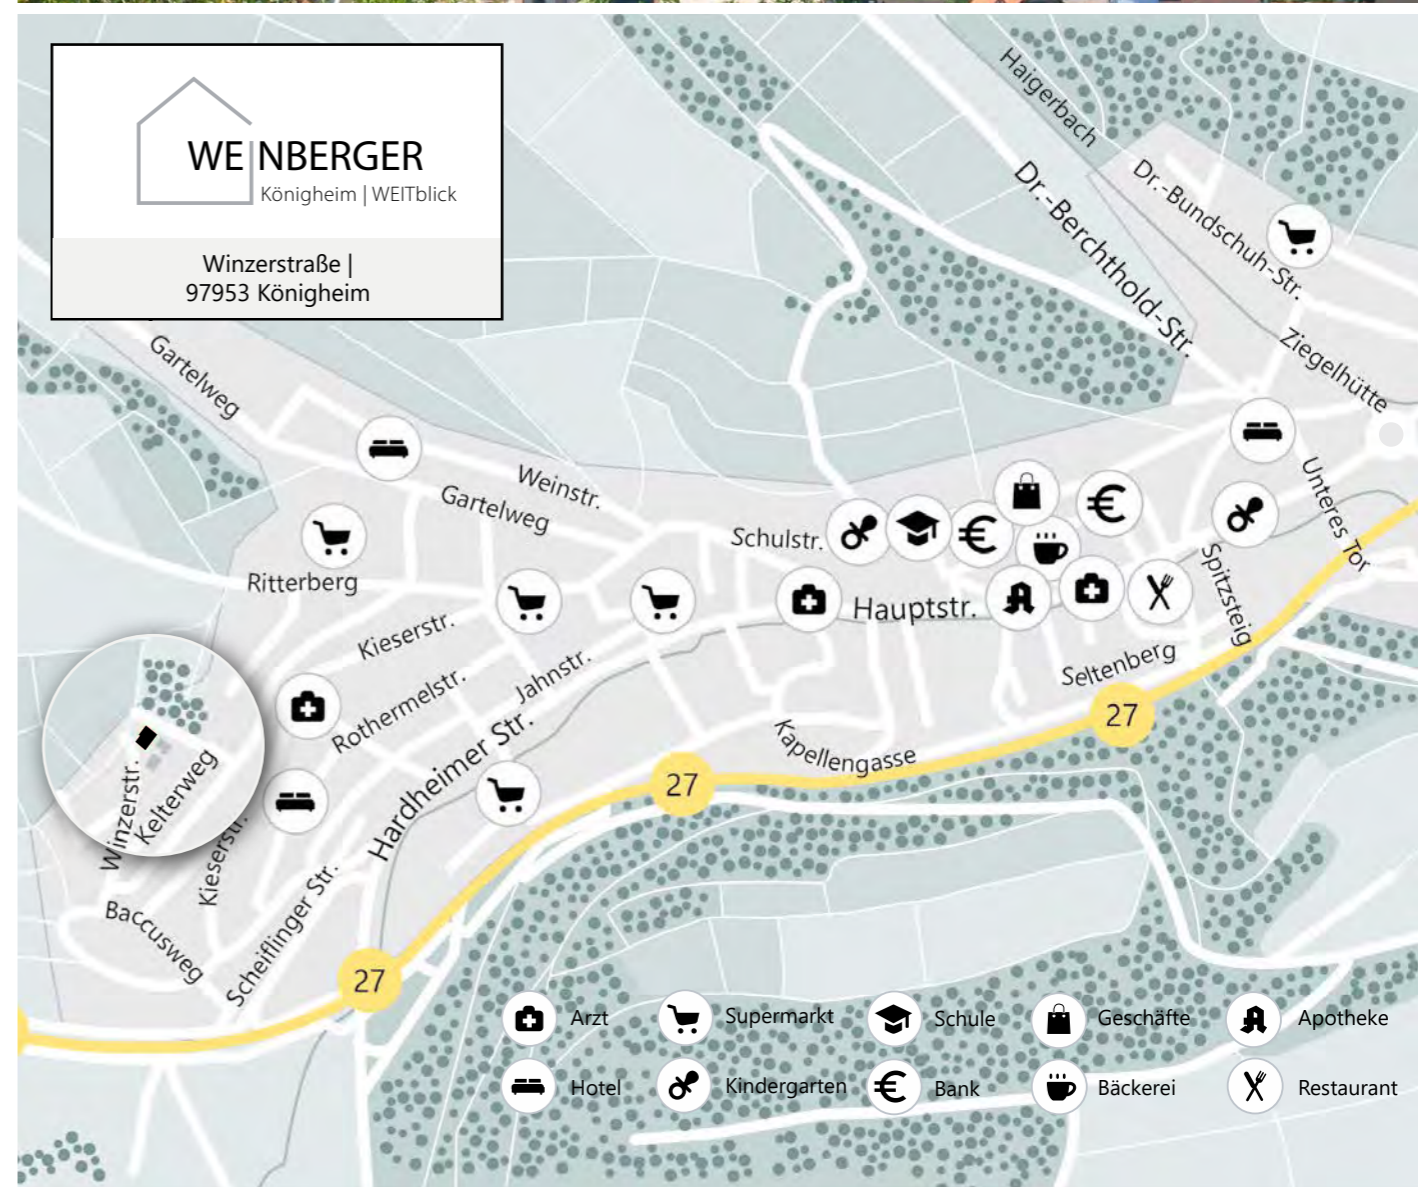 WEINBERGER
Königheim | WEITblick
Winzerstraße |
97953 Königheim
Haigerbach
Dr.-Bundschuh-Str.
Dr.-Berchthold-Str.
Ziegelhütte
Gartelweg
Weinstr.
Gartelweg
Unteres Tor
Schulstr.
Spitzsteig
Ritterberg
Hauptstr.
Kieserstr.
Seltenberg
Jahnstr.
Rothermelstr.
Hardheimer Str.
Kapellengasse
27
27
27
Winzerstr.
Kelterweg
Kieserstr.
Baccusweg
Scheiflinger Str.
Arzt
Supermarkt
Schule
Geschäfte
Apotheke
Hotel
Kindergarten
Bank
Bäckerei
Restaurant